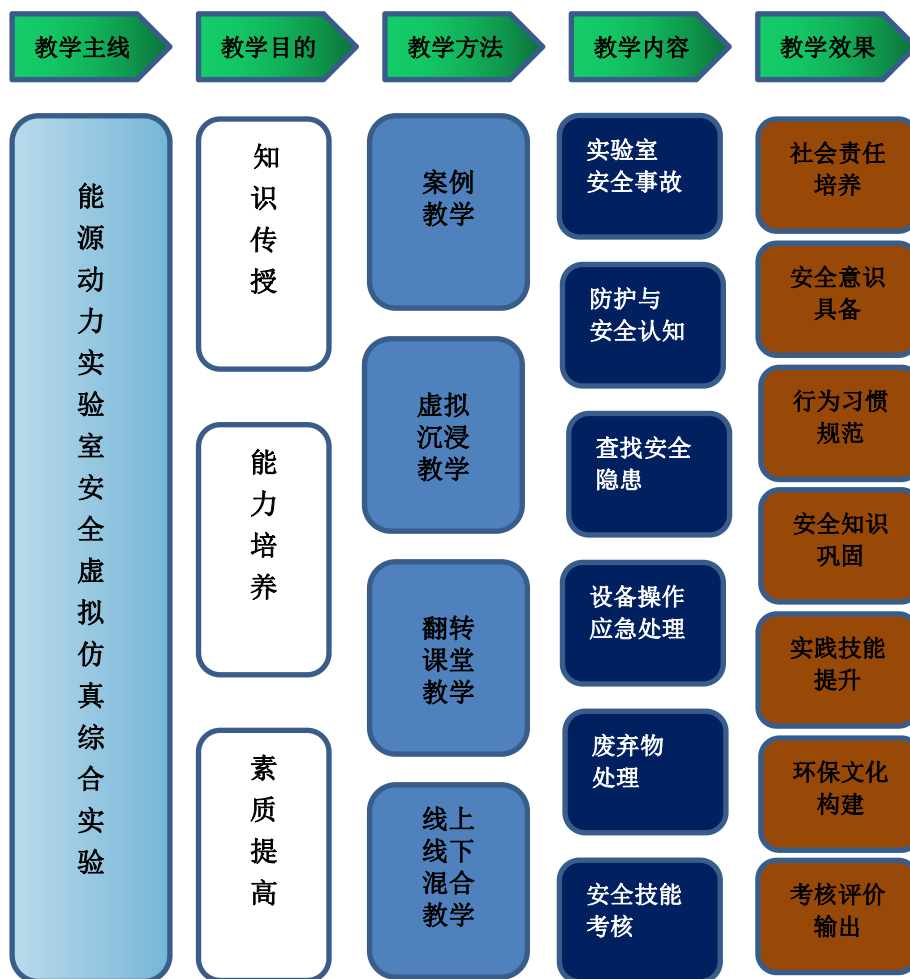 教学主线
教学目的
教学方法
教学内容
教学效果
能源动力实验室安全虚拟仿真综合实验
知识传授
能力培养
素质提高
案例
教学
虚拟
沉浸
教学
翻转
课堂
教学
线上
线下
混合
教学
实验室
安全事故
防护与
安全认知
查找安全
隐患
设备操作
应急处理
废弃物
处理
安全技能
考核
社会责任
培养
安全意识
具备
行为习惯
规范
安全知识
巩固
实践技能
提升
环保文化
构建
考核评价
输出